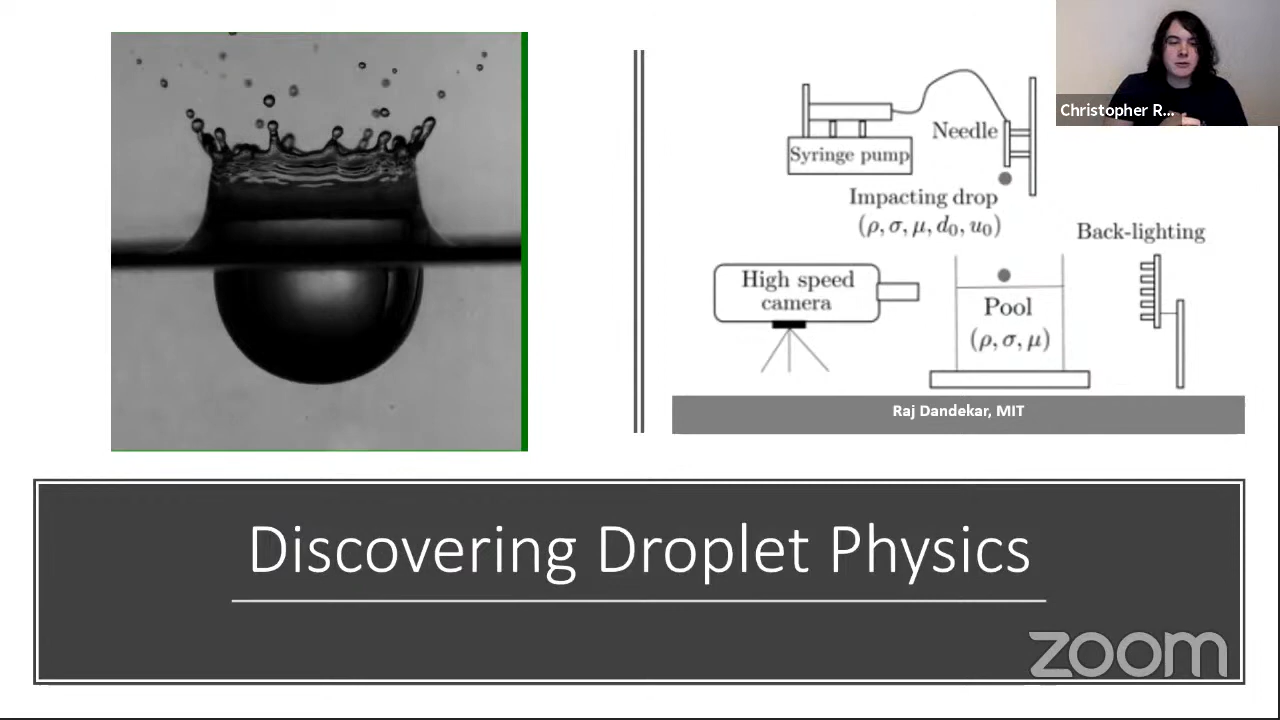 Christopher R...
Needle
Syringe pump
Impacting drop
(ρ, σ, μ, d₀, u₀)
Back-lighting
High speed
camera
Pool
(ρ, σ, μ)
Raj Dandekar, MIT
Discovering Droplet Physics
zoom